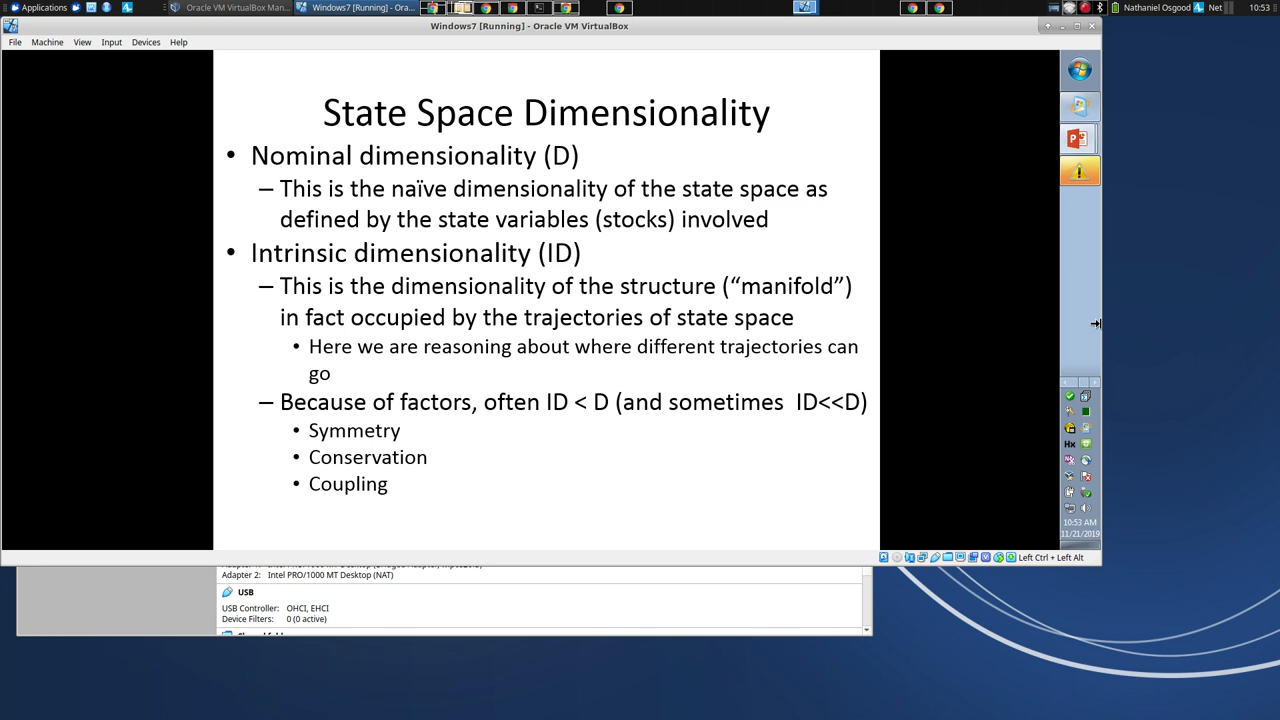 Applications
Oracle VM VirtualBox Man...
Windows7 [Running] - Ora...
Nathaniel Osgood
Net
10:53
Windows7 [Running] - Oracle VM VirtualBox
File Machine View Input Devices Help
State Space Dimensionality
• Nominal dimensionality (D)
– This is the naïve dimensionality of the state space as
defined by the state variables (stocks) involved
• Intrinsic dimensionality (ID)
– This is the dimensionality of the structure (“manifold”)
in fact occupied by the trajectories of state space
• Here we are reasoning about where different trajectories can
go
– Because of factors, often ID < D (and sometimes  ID<<D)
• Symmetry
• Conservation
• Coupling
10:53 AM
11/21/2019
Left Ctrl + Left Alt
Adapter 2: Intel PRO/1000 MT Desktop (NAT)
USB
USB Controller: OHCI, EHCI
Device Filters: 0 (0 active)